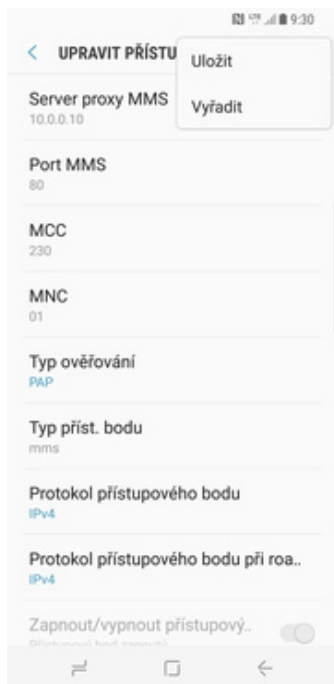 9:30
UPRAVIT PŘÍSTU
Uložit
Vyřadit
Server proxy MMS
10.0.0.10
Port MMS
80
MCC
230
MNC
01
Typ ověřování
PAP
Typ příst. bodu
mms
Protokol přístupového bodu
IPv4
Protokol přístupového bodu při roa..
IPv4
Zapnout/vypnout přístupový..